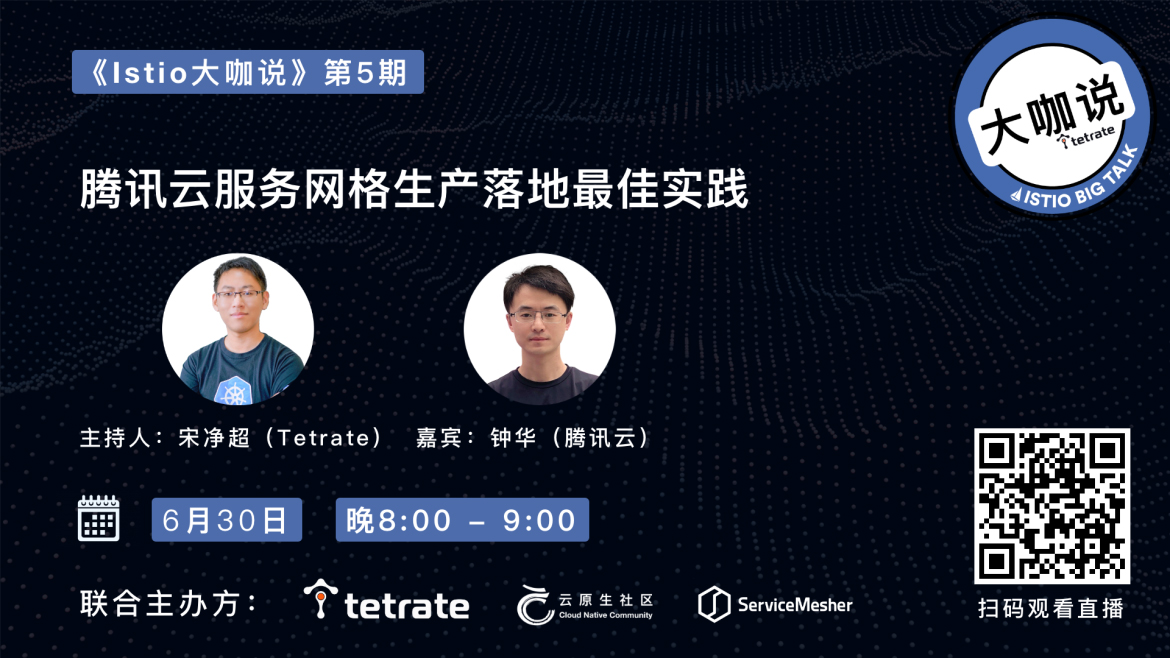 《Istio大咖说》第5期
大咖说
tetrate
ISTIO BIG TALK
腾讯云服务网格生产落地最佳实践
主持人：宋净超（Tetrate） 嘉宾：钟华（腾讯云）
6月30日 晚8:00 – 9:00
联合主办方： tetrate 云原生社区 Cloud Native Community ServiceMesher
扫码观看直播